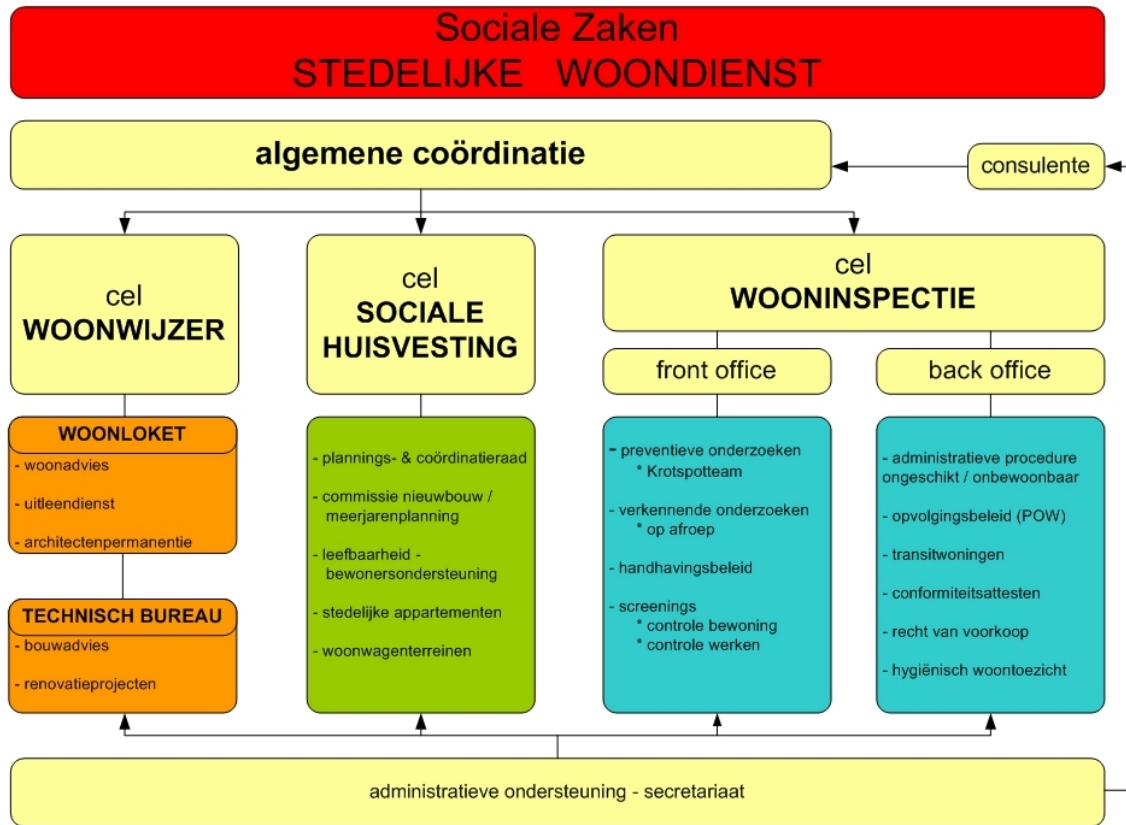 Sociale Zaken
STEDELIJKE WOONDIENST
algemene coördinatie
consulente
cel
WOONWIJZER
cel
SOCIALE
HUISVESTING
cel
WOONINSPECTIE
front office
back office
WOONLOKET
- woonadvies
- uitleendienst
- architectenpermanentie
TECHNISCH BUREAU
- bouwadvies
- renovatieprojecten
- plannings- & coördinatieraad
- commissie nieuwbouw /
meerjarenplanning
- leefbaarheid -
bewonersondersteuning
- stedelijke appartementen
- woonwagenterreinen
- preventieve onderzoeken
* Krotspotteam
- verkennende onderzoeken
* op afroep
- handhavingsbeleid
- screenings
* controle bewoning
* controle werken
- administratieve procedure
ongeschikt / onbewoonbaar
- opvolgingsbeleid (POW)
- transitwoningen
- conformiteitsattesten
- recht van voorkoop
- hygiënisch woontoezicht
administratieve ondersteuning - secretariaat